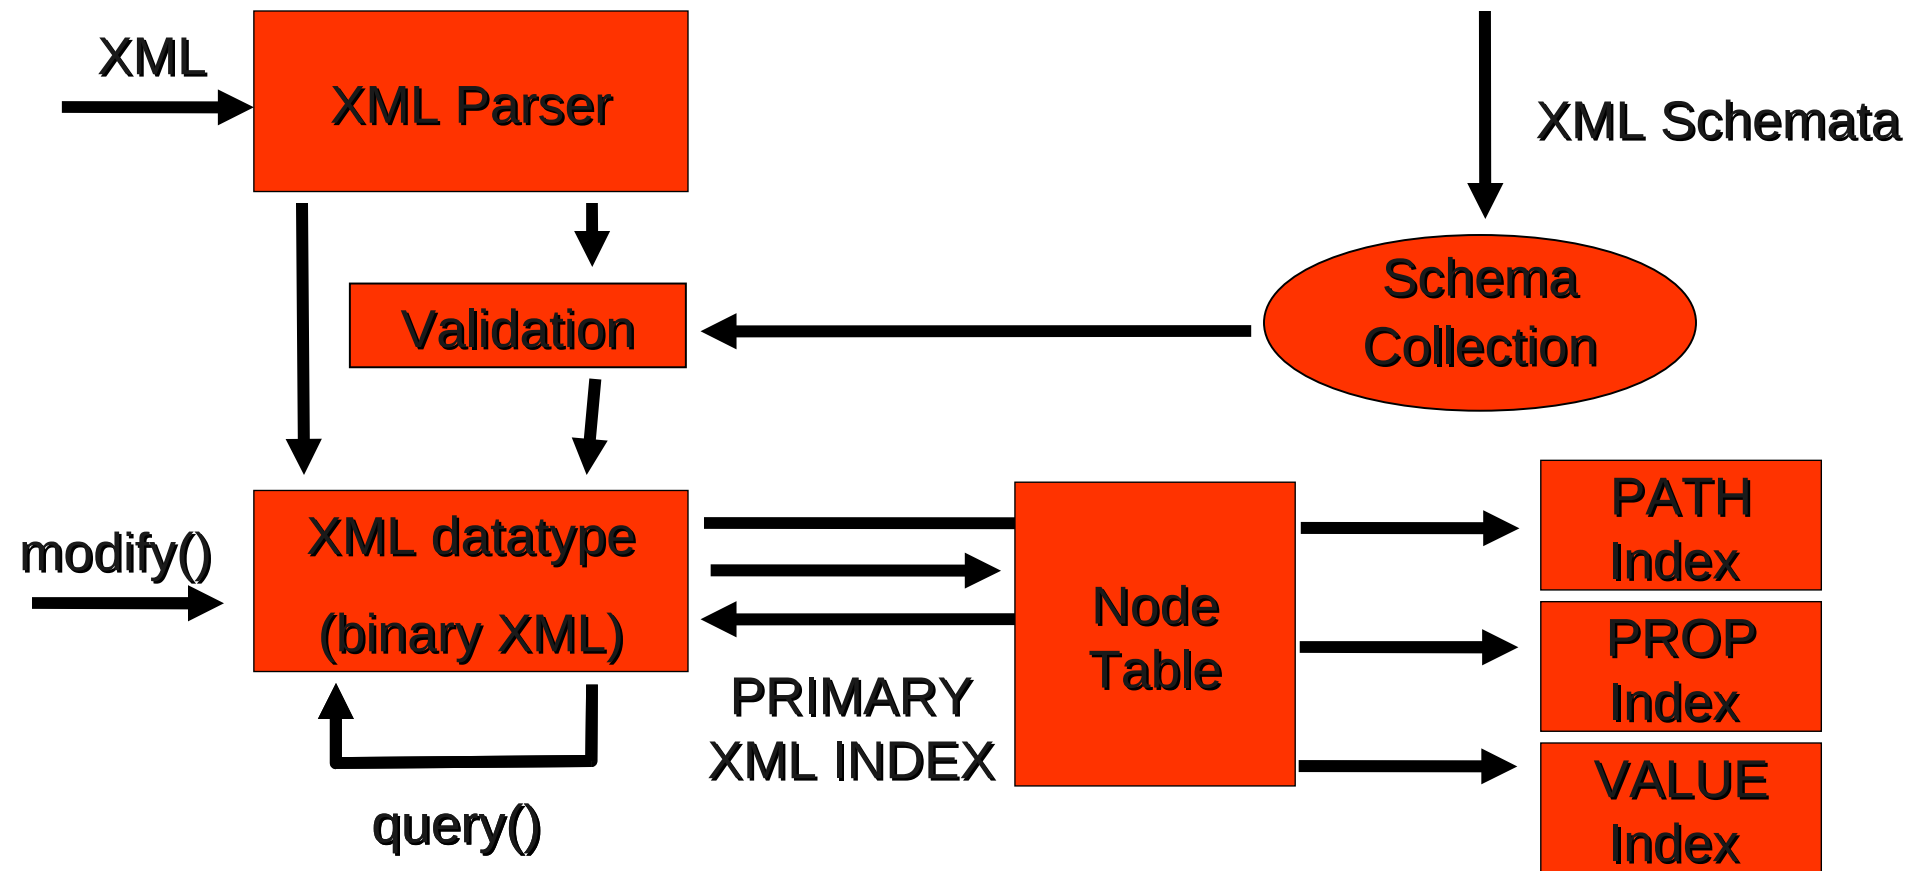 XML
XML Parser
XML Schemata
Schema
Collection
Validation
modify()
XML datatype
(binary XML)
PRIMARY
XML INDEX
query()
Node
Table
PATH
Index
PROP
Index
VALUE
Index